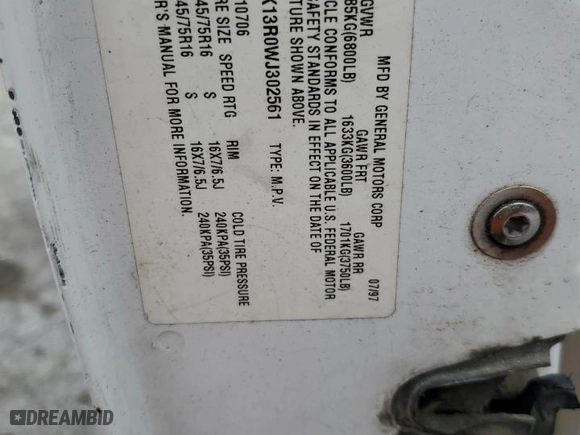 MFD BY GENERAL MOTORS CORP 07/97
GVWR GAWR FRT GAWR RR
85KG(6800LB) 1633KG(3600LB) 1701KG(3750LB)
CLE CONFORMS TO ALL APPLICABLE U.S. FEDERAL MOTOR
SAFETY STANDARDS IN EFFECT ON THE DATE OF
TURE SHOWN ABOVE.
K13R0WJ302561 TYPE: M.P.V.
10706
RE SIZE SPEED RTG RIM COLD TIRE PRESSURE
45/75R16 S 16X7/6.5J 240KPA(35PSI)
45/75R16 S 16X7/6.5J 240KPA(35PSI)
ER'S MANUAL FOR MORE INFORMATION.
DREAMBID